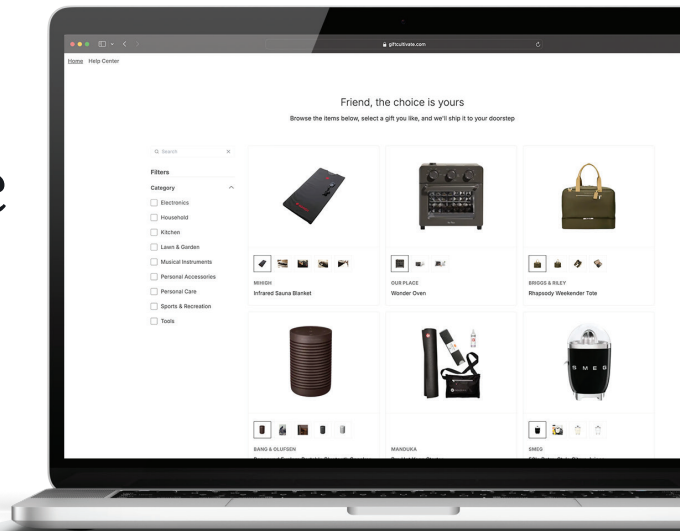 giftcultivate.com
Home Help Center
Friend, the choice is yours
Browse the items below, select a gift you like, and we'll ship it to your doorstep
Search
Filters
Category
Electronics
Household
Kitchen
Lawn & Garden
Musical Instruments
Personal Accessories
Personal Care
Sports & Recreation
Tools
MIHIGH
Infrared Sauna Blanket
OUR PLACE
Wonder Oven
BRIGGS & RILEY
Rhapsody Weekender Tote
SMEG
BANG & OLUFSEN
MANDUKA
SMEG